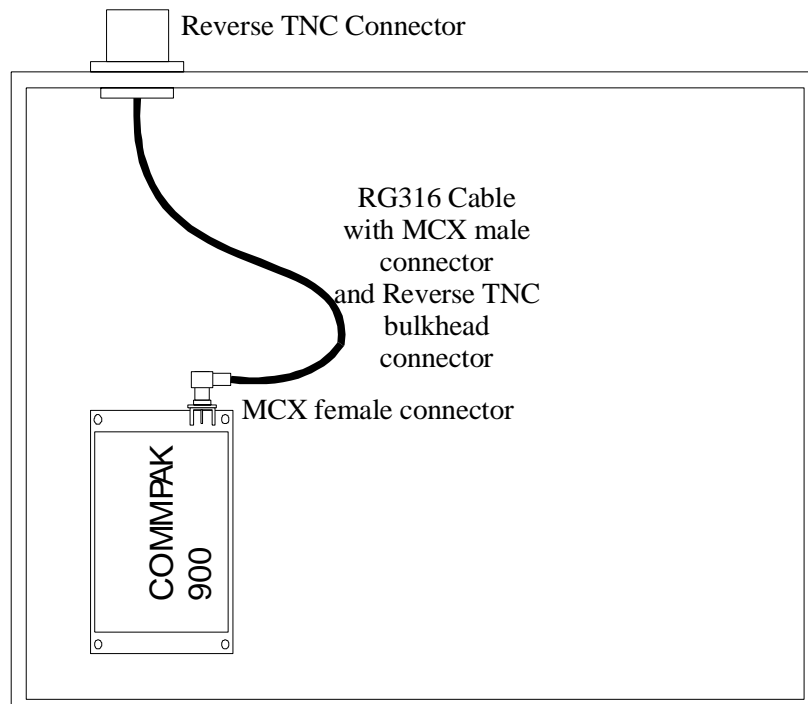 Reverse TNC Connector
RG316 Cable
with MCX male
connector
and Reverse TNC
bulkhead
connector
MCX female connector
COMMPAK
900